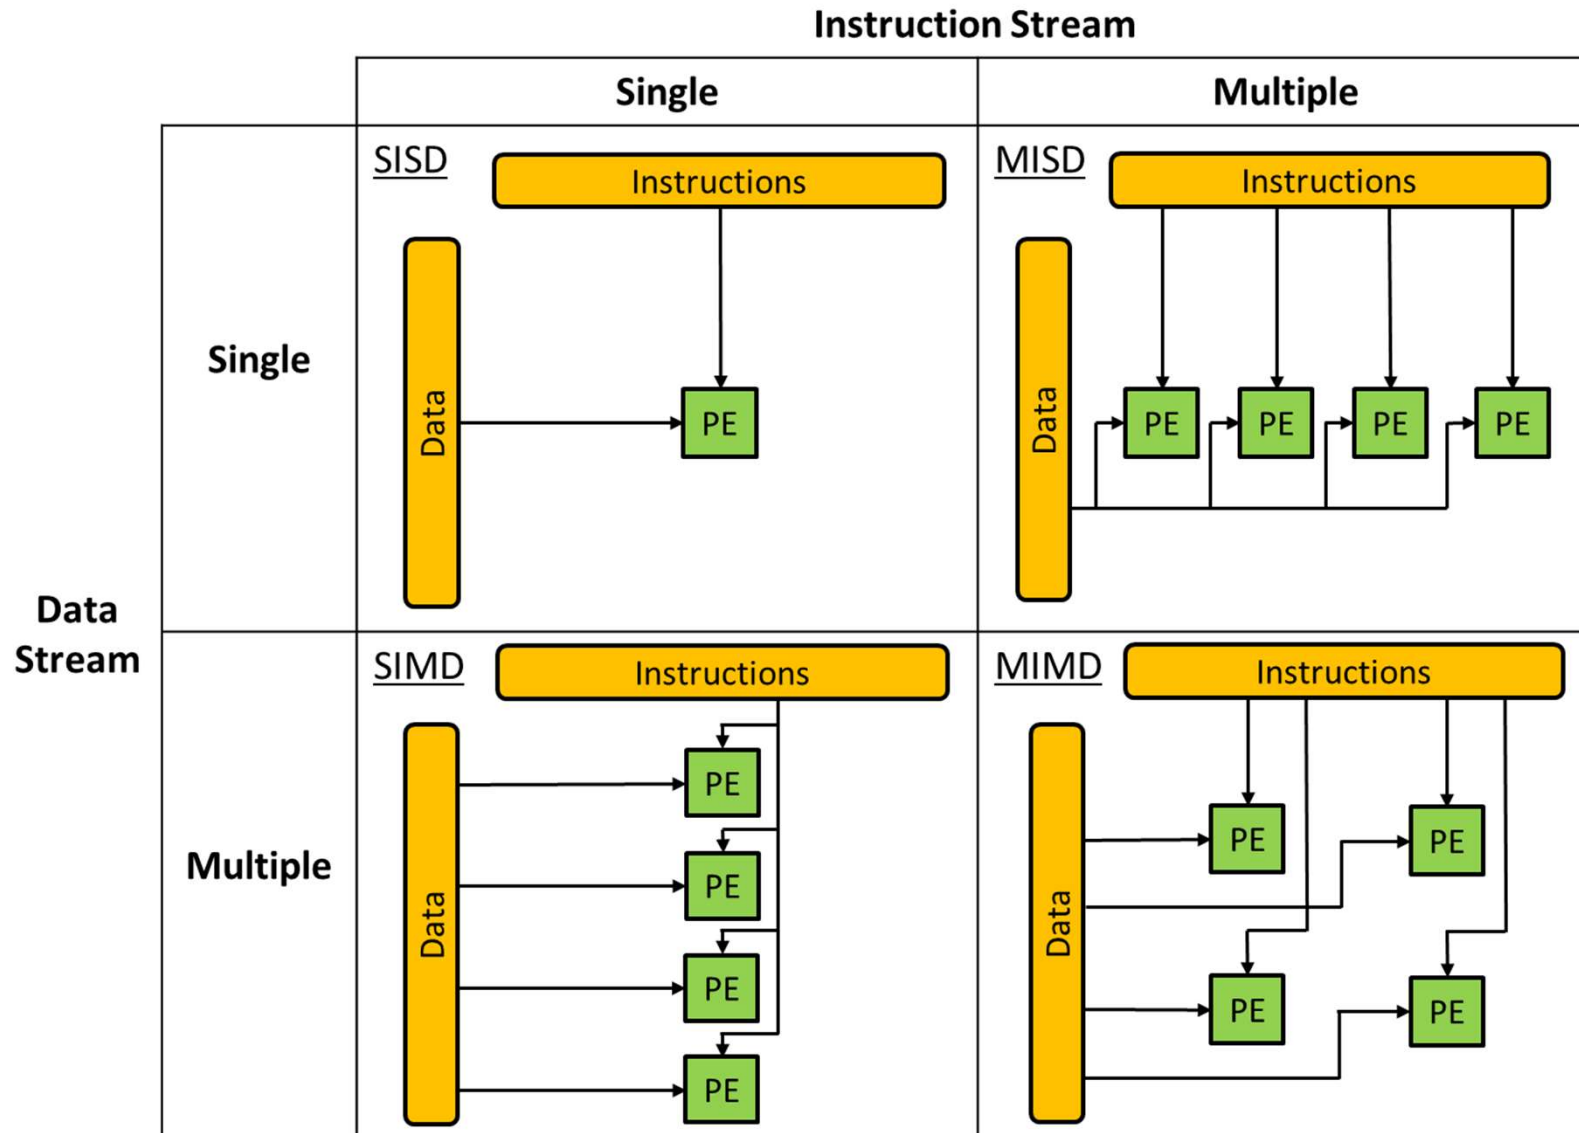 Instruction Stream
Single
Multiple
SISD
Instructions
Data
PE
MISD
Instructions
Data
PE
PE
PE
PE
Single
Data
Stream
Multiple
SIMD
Instructions
Data
PE
PE
PE
PE
MIMD
Instructions
Data
PE
PE
PE
PE